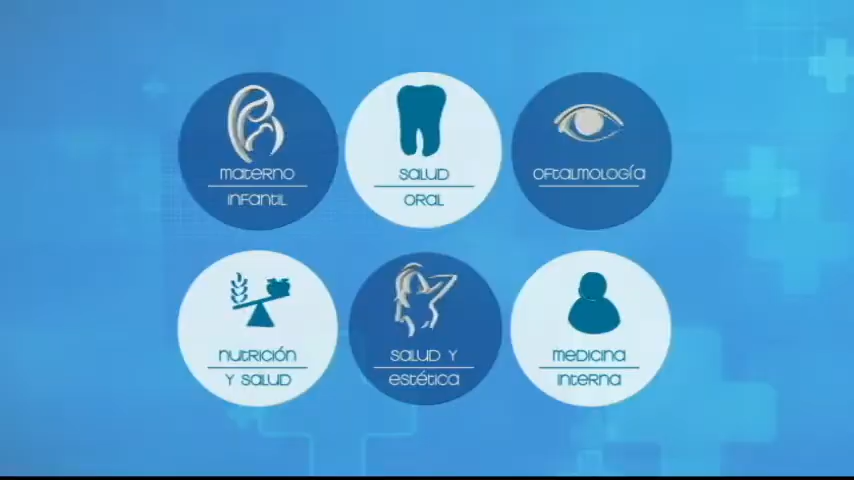 materno
infantil
salud
oral
oftalmología
nutrición
y salud
salud y
estética
medicina
interna